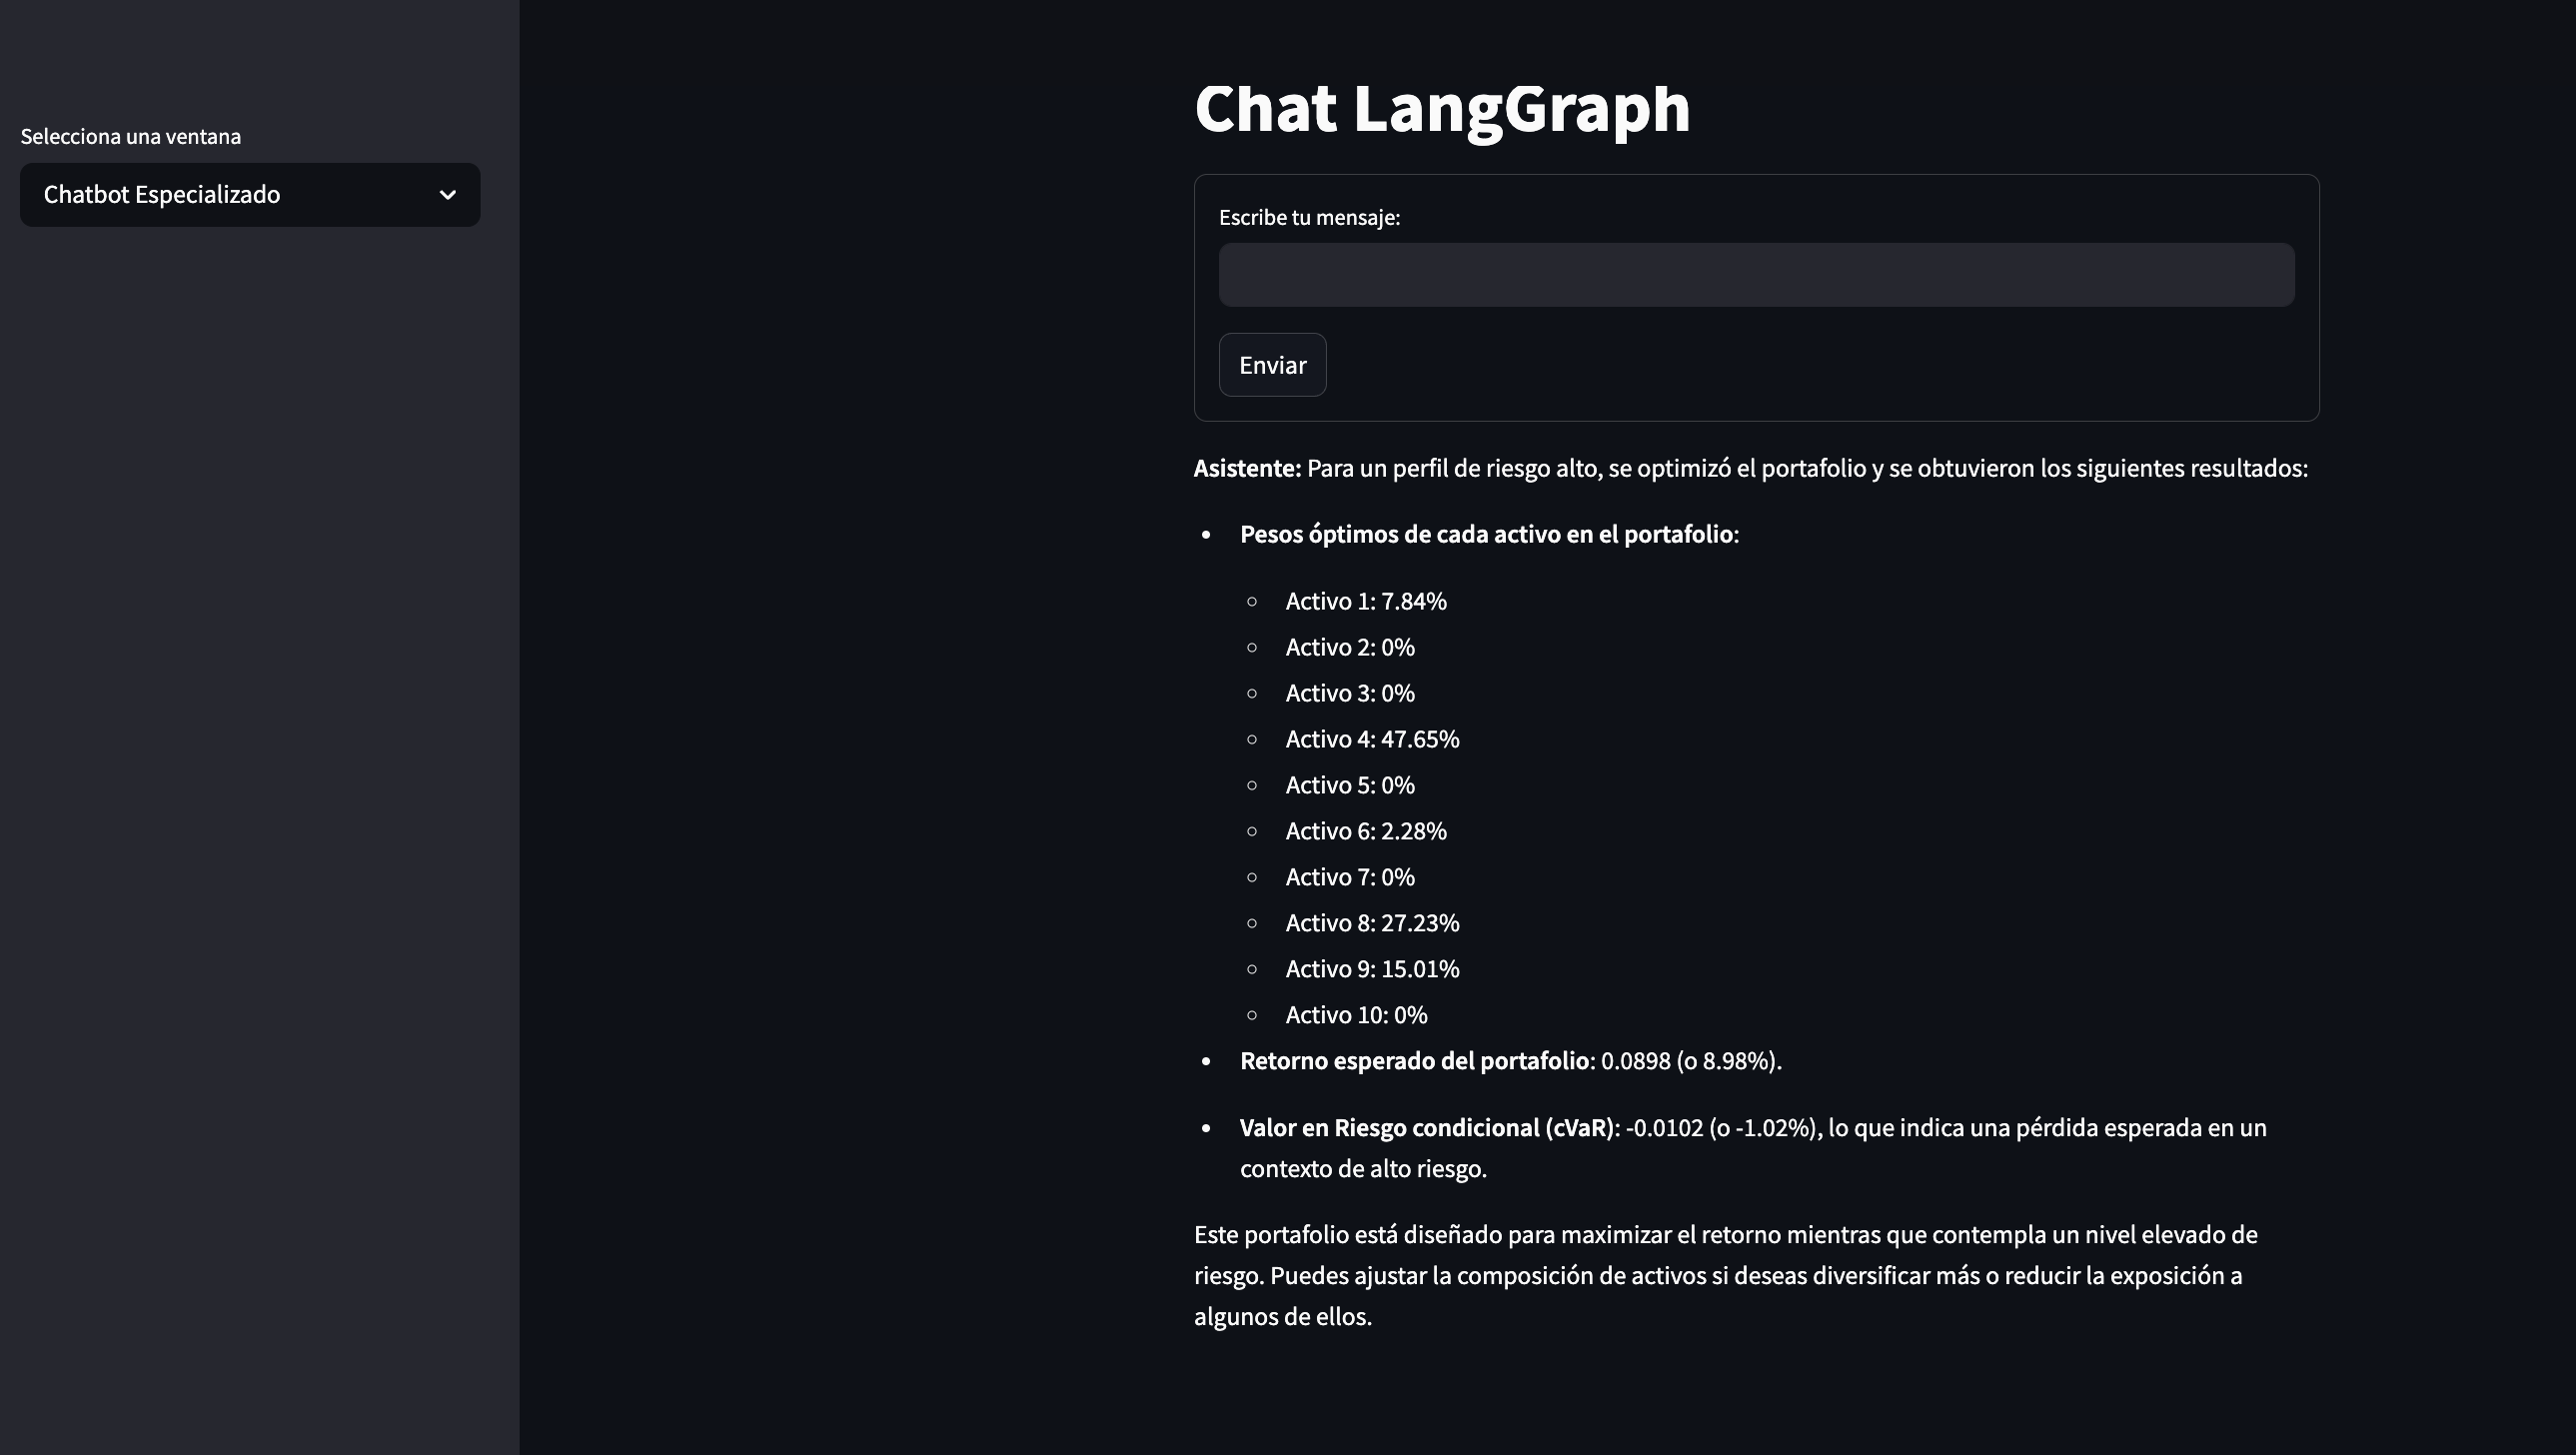 Selecciona una ventana
Chatbot Especializado
Chat LangGraph
Escribe tu mensaje:
Enviar
Asistente: Para un perfil de riesgo alto, se optimizó el portafolio y se obtuvieron los siguientes resultados:
• Pesos óptimos de cada activo en el portafolio:
○ Activo 1: 7.84%
○ Activo 2: 0%
○ Activo 3: 0%
○ Activo 4: 47.65%
○ Activo 5: 0%
○ Activo 6: 2.28%
○ Activo 7: 0%
○ Activo 8: 27.23%
○ Activo 9: 15.01%
○ Activo 10: 0%
• Retorno esperado del portafolio: 0.0898 (o 8.98%).
• Valor en Riesgo condicional (cVaR): -0.0102 (o -1.02%), lo que indica una pérdida esperada en un
contexto de alto riesgo.
Este portafolio está diseñado para maximizar el retorno mientras que contempla un nivel elevado de
riesgo. Puedes ajustar la composición de activos si deseas diversificar más o reducir la exposición a
algunos de ellos.